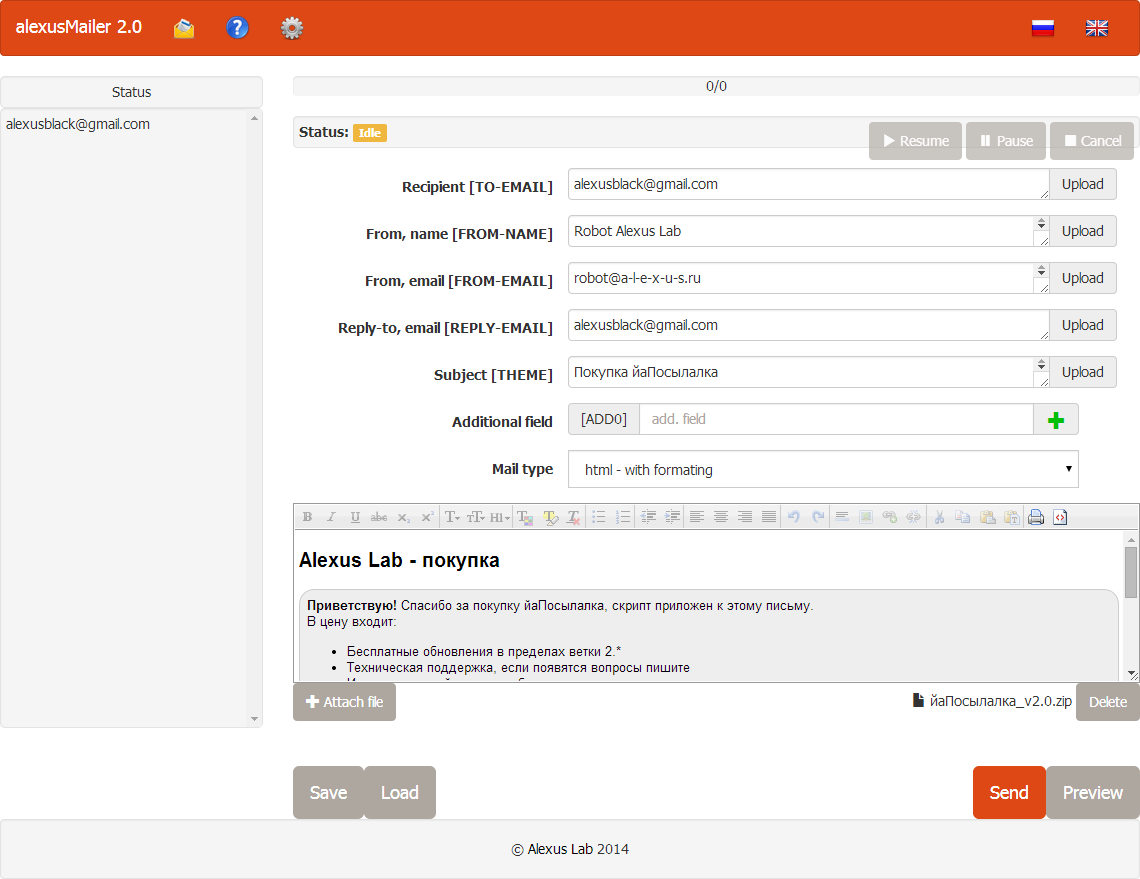 alexusMailer 2.0
Status
alexusblack@gmail.com
0/0
Status: Idle
Resume
Pause
Cancel
Recipient [TO-EMAIL] alexusblack@gmail.com Upload
From, name [FROM-NAME] Robot Alexus Lab Upload
From, email [FROM-EMAIL] robot@a-l-e-x-u-s.ru Upload
Reply-to, email [REPLY-EMAIL] alexusblack@gmail.com Upload
Subject [THEME] Покупка йаПосылалка Upload
Additional field [ADD0] add. field
Mail type html - with formating
B I U abc x₂ x² T T H1 T T T
Alexus Lab - покупка
Приветствую! Спасибо за покупку йаПосылалка, скрипт приложен к этому письму.
В цену входит:
• Бесплатные обновления в пределах ветки 2.*
• Техническая поддержка, если появятся вопросы пишите
Attach file
йаПосылалка_v2.0.zip Delete
Save Load Send Preview
© Alexus Lab 2014